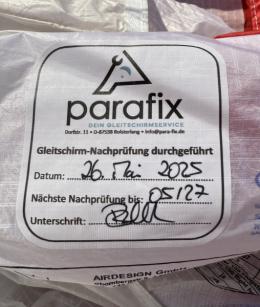 parafix
DEIN GLEITSCHIRMSERVICE
Dorfstr. 11 • D-87538 Bolsterlang • info@para-fix.de
Gleitschirm-Nachprüfung durchgeführt
Datum: 26. Mai 2025
Nächste Nachprüfung bis: 05/27
Unterschrift:
AIRDESIGN GmbH